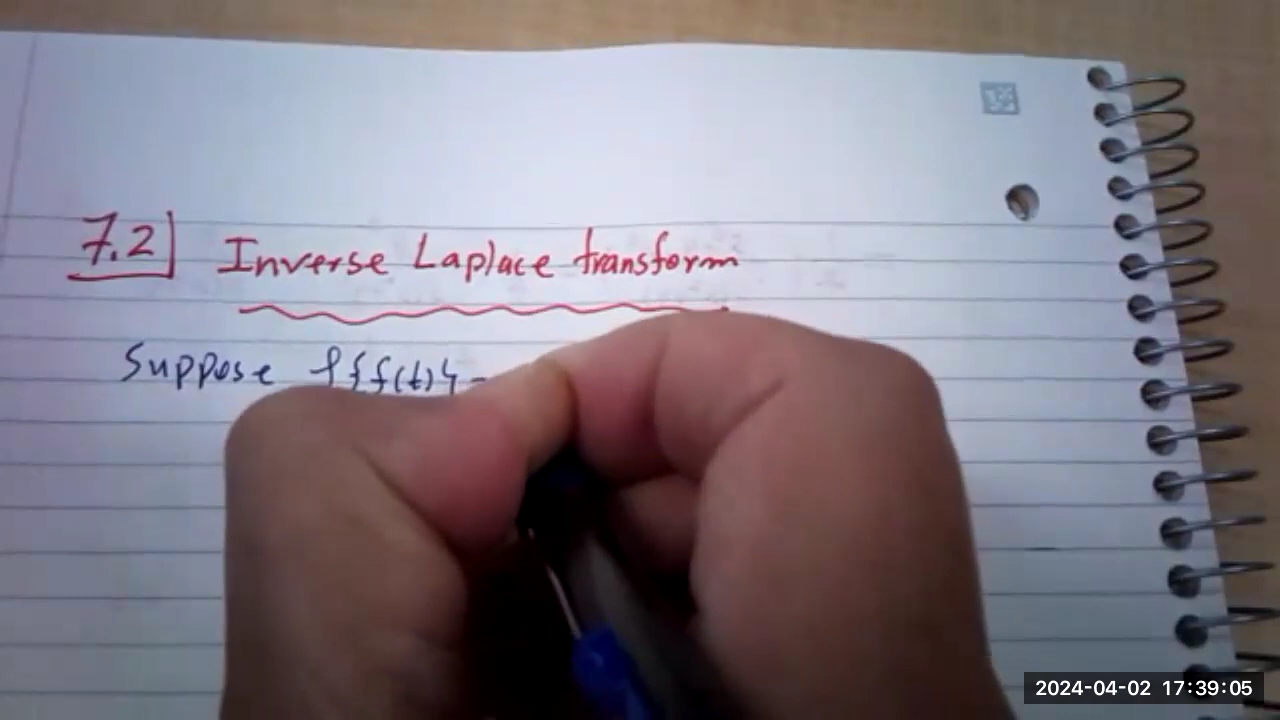 7.2 Inverse Laplace transform
Suppose ℒ{f(t)} =
2024-04-02 17:39:05